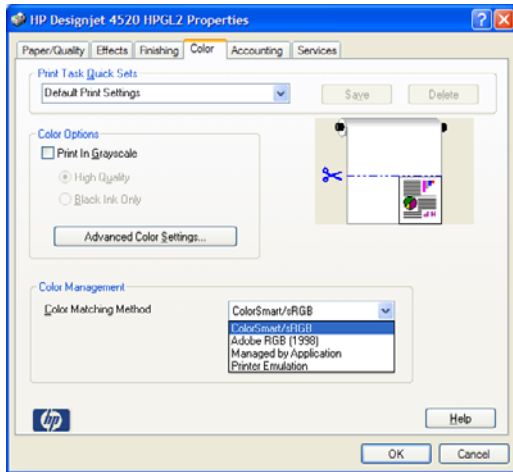 HP Designjet 4520 HPGL2 Properties
Paper/Quality Effects Finishing Color Accounting Services
Print Task Quick Sets
Default Print Settings Save Delete
Color Options
Print In Grayscale
High Quality
Black Ink Only
Advanced Color Settings...
Color Management
Color Matching Method ColorSmart/sRGB
ColorSmart/sRGB
Adobe RGB (1998)
Managed by Application
Printer Emulation
hp Help
OK Cancel